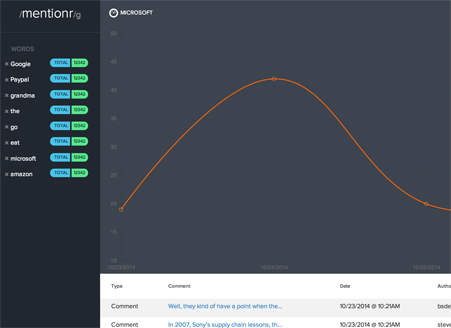 /mentionr/g
MICROSOFT
WORDS
Google TOTAL 12342
Paypal TOTAL 12342
grandma TOTAL 12342
the TOTAL 12342
go TOTAL 12342
eat TOTAL 12342
microsoft TOTAL 12342
amazon TOTAL 12342
50
45
40
35
30
25
20
15
10
10/23/2014 10/24/2014 10/25/2014
Type Comment Date Autho
Comment Well, they kind of have a point when the... 10/23/2014 @ 10:21AM bsde
Comment In 2007, Sony's supply chain lessons, th... 10/23/2014 @ 10:21AM steve